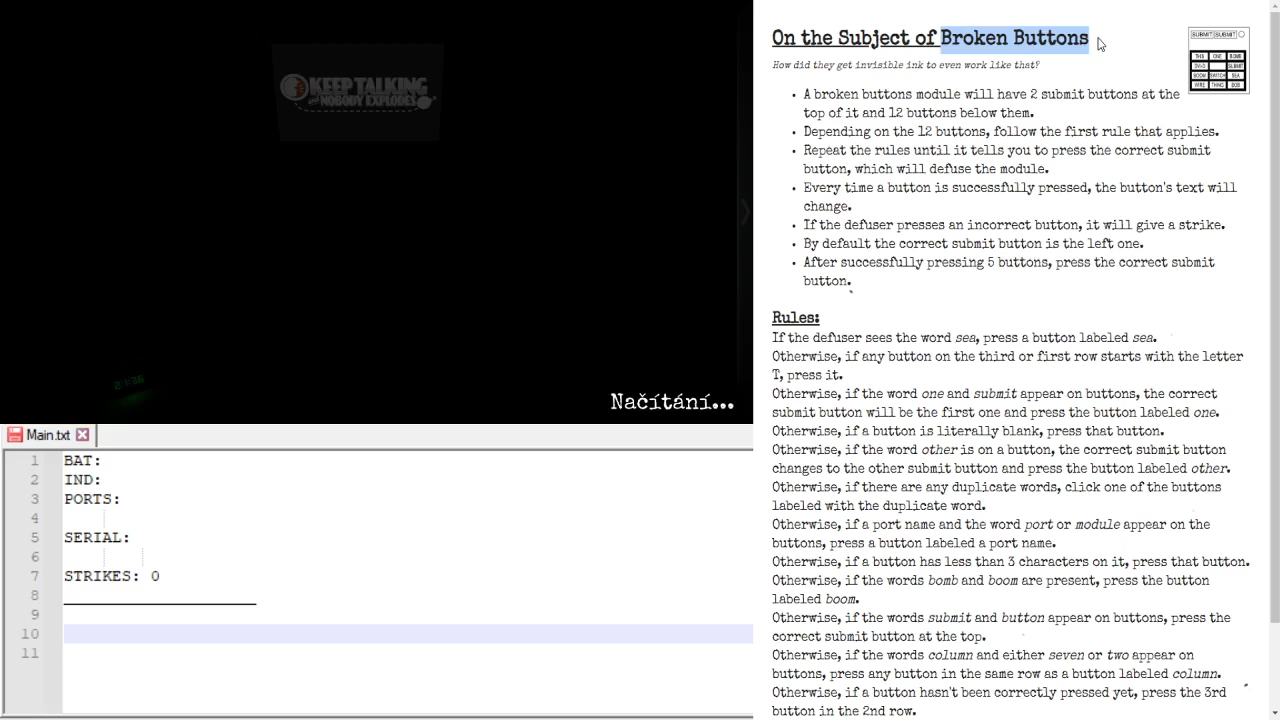 KEEP TALKING
and NOBODY EXPLODES
Načítání...
Main.txt
1 BAT:
2 IND:
3 PORTS:
4
5 SERIAL:
6
7 STRIKES: 0
8
9
10
11
On the Subject of Broken Buttons
How did they get invisible ink to even work like that?
• A broken buttons module will have 2 submit buttons at the
top of it and 12 buttons below them.
• Depending on the 12 buttons, follow the first rule that applies.
• Repeat the rules until it tells you to press the correct submit
button, which will defuse the module.
• Every time a button is successfully pressed, the button's text will
change.
• If the defuser presses an incorrect button, it will give a strike.
• By default the correct submit button is the left one.
• After successfully pressing 5 buttons, press the correct submit
button.
SUBMIT SUBMIT
THE ONE BOMB
SUBMIT
BOOM SWITCH SEA
WIRE THING BOB
Rules:
If the defuser sees the word sea, press a button labeled sea.
Otherwise, if any button on the third or first row starts with the letter
T, press it.
Otherwise, if the word one and submit appear on buttons, the correct
submit button will be the first one and press the button labeled one.
Otherwise, if a button is literally blank, press that button.
Otherwise, if the word other is on a button, the correct submit button
changes to the other submit button and press the button labeled other.
Otherwise, if there are any duplicate words, click one of the buttons
labeled with the duplicate word.
Otherwise, if a port name and the word port or module appear on the
buttons, press a button labeled a port name.
Otherwise, if a button has less than 3 characters on it, press that button.
Otherwise, if the words bomb and boom are present, press the button
labeled boom.
Otherwise, if the words submit and button appear on buttons, press the
correct submit button at the top.
Otherwise, if the words column and either seven or two appear on
buttons, press any button in the same row as a button labeled column.
Otherwise, if a button hasn't been correctly pressed yet, press the 3rd
button in the 2nd row.